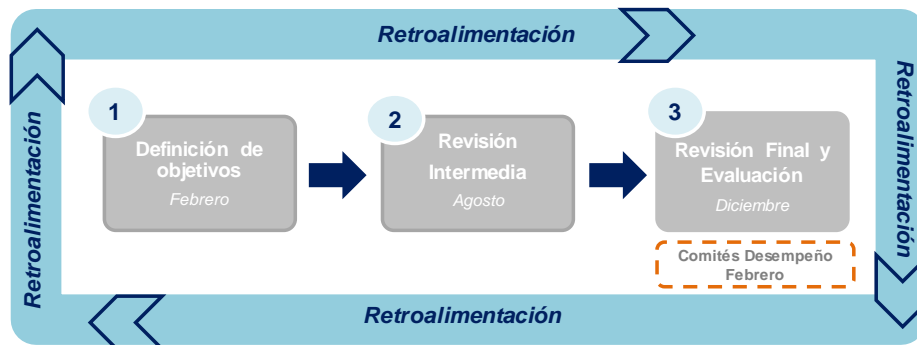 Retroalimentación
Retroalimentación
1
Definición de
objetivos
Febrero
2
Revisión
Intermedia
Agosto
3
Revisión Final y
Evaluación
Diciembre
Comités Desempeño
Febrero
Retroalimentación
Retroalimentación